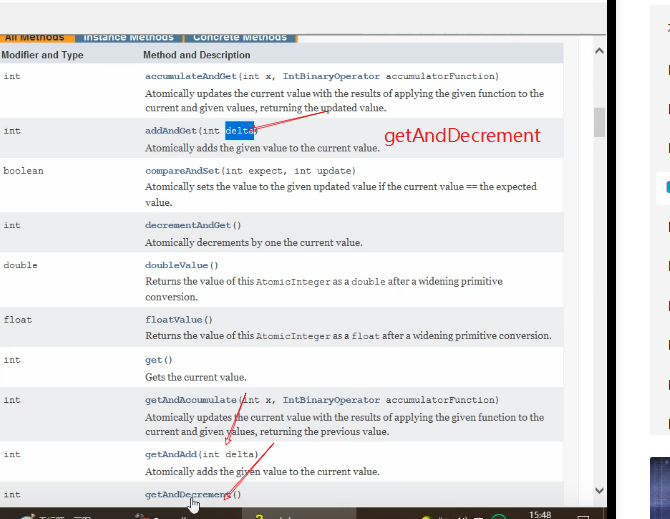 All Methods Instance Methods Concrete Methods
Modifier and Type Method and Description
int accumulateAndGet(int x, IntBinaryOperator accumulatorFunction)
Atomically updates the current value with the results of applying the given function to the
current and given values, returning the updated value.
int addAndGet(int delta)
getAndDecrement
Atomically adds the given value to the current value.
boolean compareAndSet(int expect, int update)
Atomically sets the value to the given updated value if the current value == the expected
value.
int decrementAndGet()
Atomically decrements by one the current value.
double doubleValue()
Returns the value of this AtomicInteger as a double after a widening primitive
conversion.
float floatValue()
Returns the value of this AtomicInteger as a float after a widening primitive conversion.
int get()
Gets the current value.
int getAndAccumulate(int x, IntBinaryOperator accumulatorFunction)
Atomically updates the current value with the results of applying the given function to the
current and given values, returning the previous value.
int getAndAdd(int delta)
Atomically adds the given value to the current value.
int getAndDecrement()
15:48